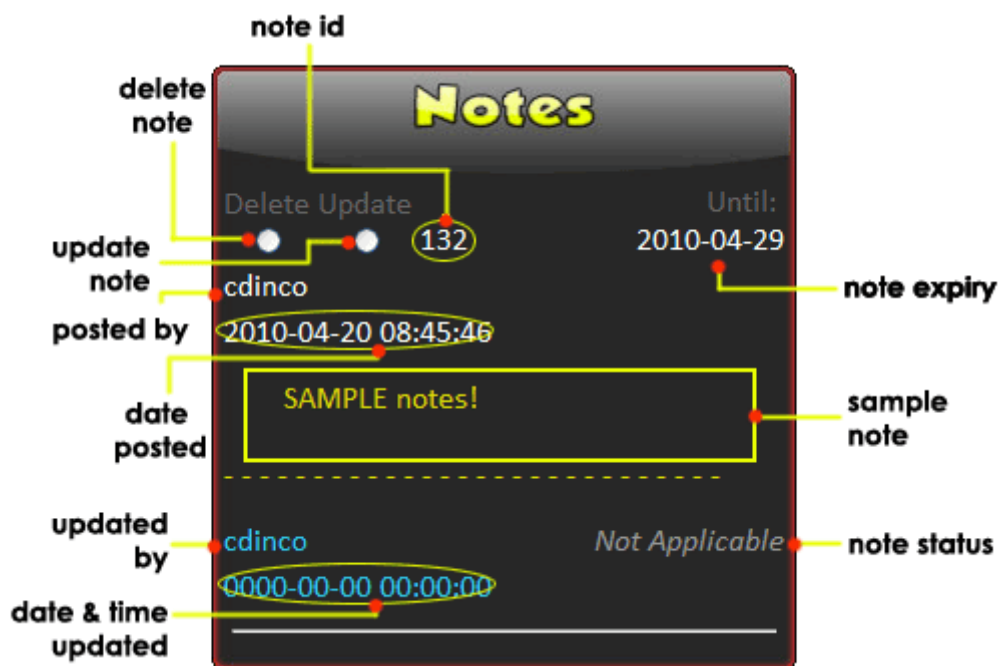 note id
delete
note
Notes
Delete Update
Until:
update
note
132
2010-04-29
cdinco
note expiry
posted by
2010-04-20 08:45:46
date
posted
SAMPLE notes!
sample
note
updated
by
cdinco
Not Applicable
note status
0000-00-00 00:00:00
date & time
updated